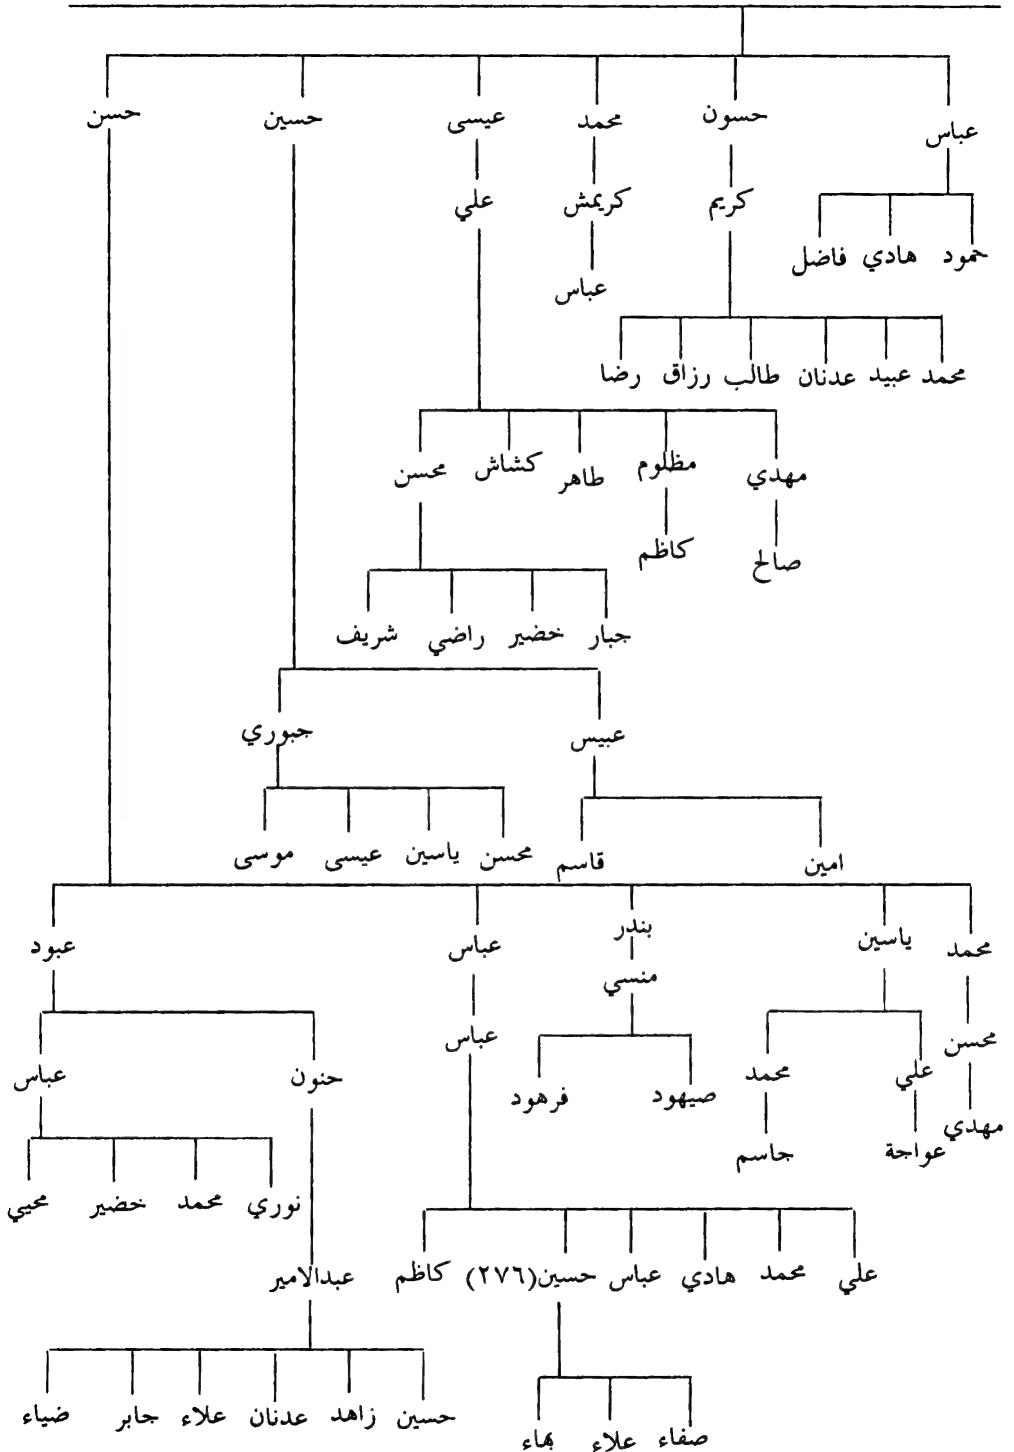 عباس حسون محمد عيسى حسين حسن
كريم كريمش علي
حمود هادي فاضل
عباس
محمد عبيد عدنان طالب رزاق رضا
مهدي مظلوم طاهر كشاش محسن
صالح كاظم
جبار خضير راضي شريف
عبيس جبوري
امين قاسم محسن ياسين عيسى موسى
محمد ياسين بندر عباس عبود
منسي
محسن عباس
علي محمد صيهود فرهود حنون عباس
مهدي عواجة جاسم
نوري محمد خضير محيي
علي محمد هادي عباس حسين (٢٧٦) كاظم عبدالامير
حسين زاهد عدنان علاء جابر ضياء
صفاء علاء بهاء